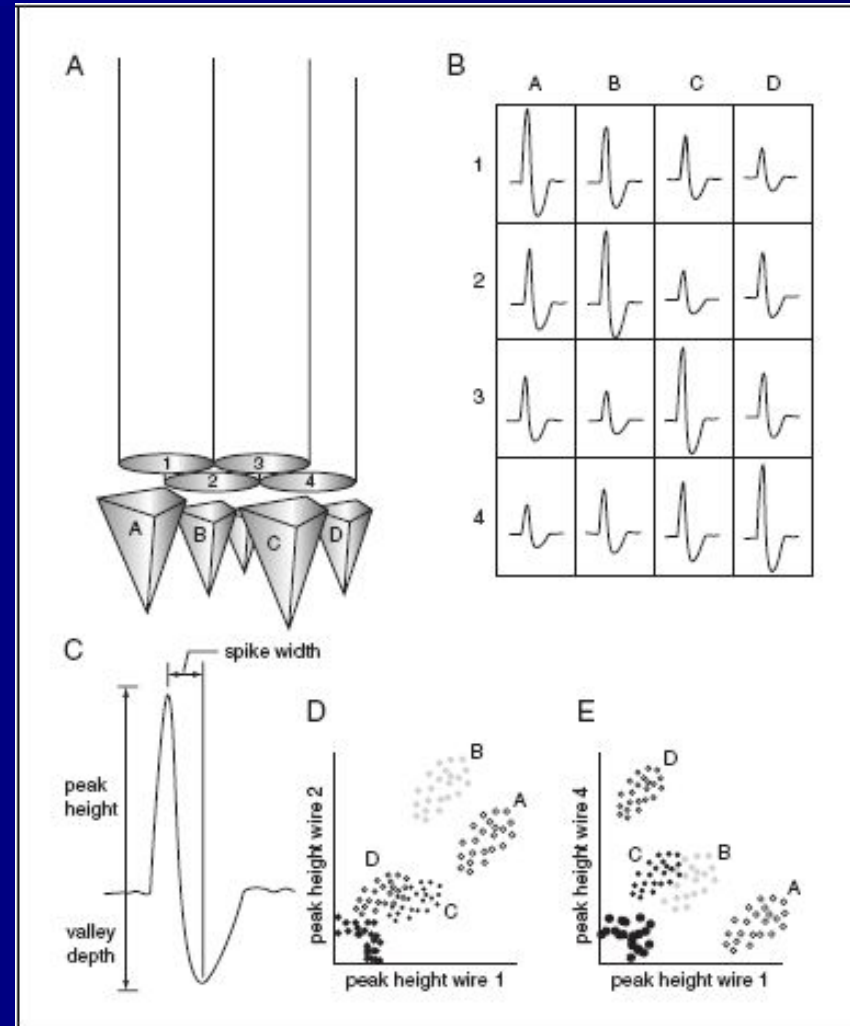 A
1
3
2
4
A
B
C
D
B
A
B
C
D
1
2
3
4
C
spike width
peak
height
valley
depth
D
B
A
D
C
peak height wire 2
peak height wire 1
E
D
C
B
A
peak height wire 4
peak height wire 1